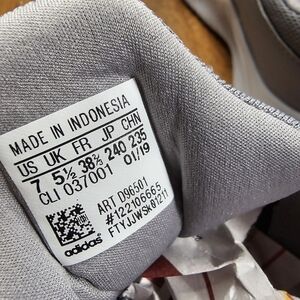 MADE IN INDONESIA
US UK FR JP CHN
7 5½ 38⅔ 240 235
CLI 037001 01/19
ART D96501
#122106665
FTYJJWSk81211
adidas